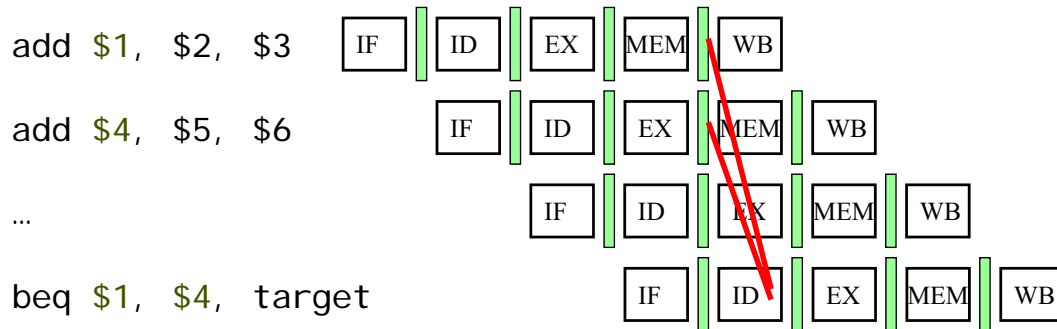 add $1, $2, $3 IF ID EX MEM WB
add $4, $5, $6 IF ID EX MEM WB
… IF ID EX MEM WB
beq $1, $4, target IF ID EX MEM WB